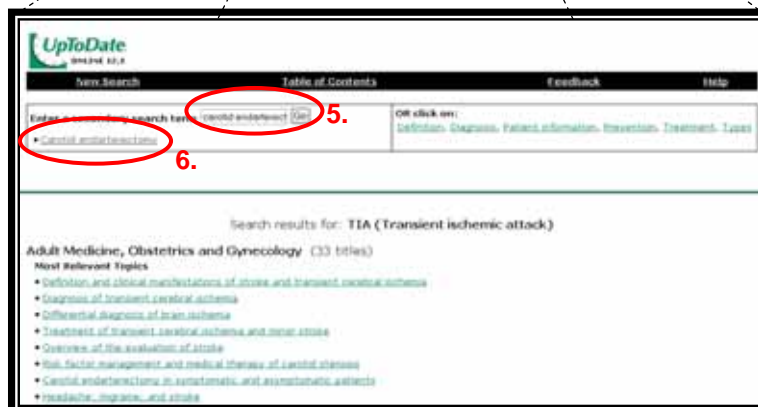 UpToDate
ONLINE 12.3
New Search Table of Contents Feedback Help
Enter a secondary search term carotid endarterect Go 5. OR click on:
Definition, Diagnosis, Patient information, Prevention, Treatment, Types
• Carotid endarterectomy
6.
Search results for: TIA (Transient ischemic attack)
Adult Medicine, Obstetrics and Gynecology (33 titles)
Most Relevant Topics
• Definition and clinical manifestations of stroke and transient cerebral ischemia
• Diagnosis of transient cerebral ischemia
• Differential diagnosis of brain ischemia
• Treatment of transient cerebral ischemia and minor stroke
• Overview of the evaluation of stroke
• Risk factor management and medical therapy of carotid stenosis
• Carotid endarterectomy in symptomatic and asymptomatic patients
• Headache, migraine, and stroke